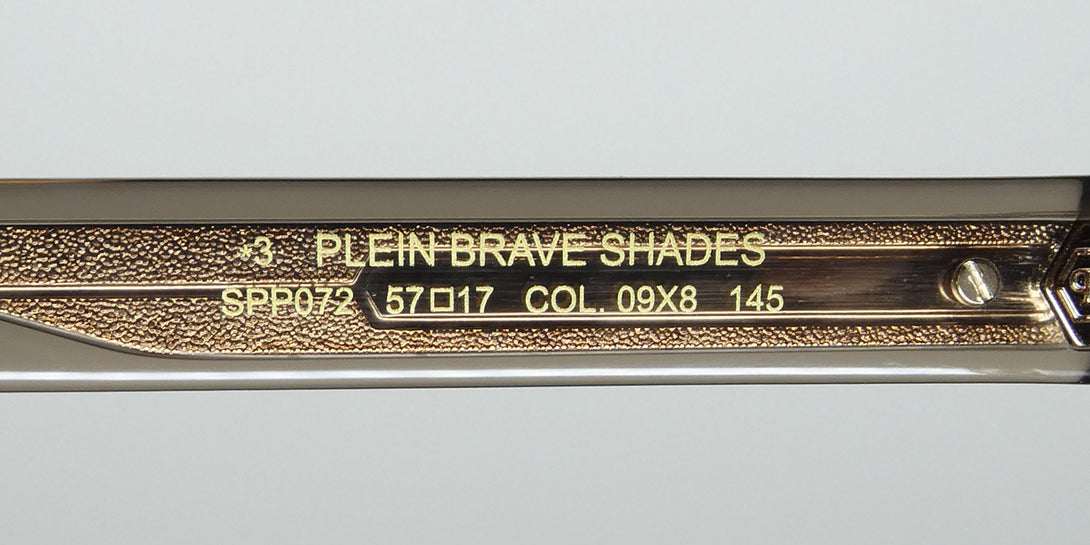 *3 PLEIN BRAVE SHADES
SPP072 57□17 COL. 09X8 145